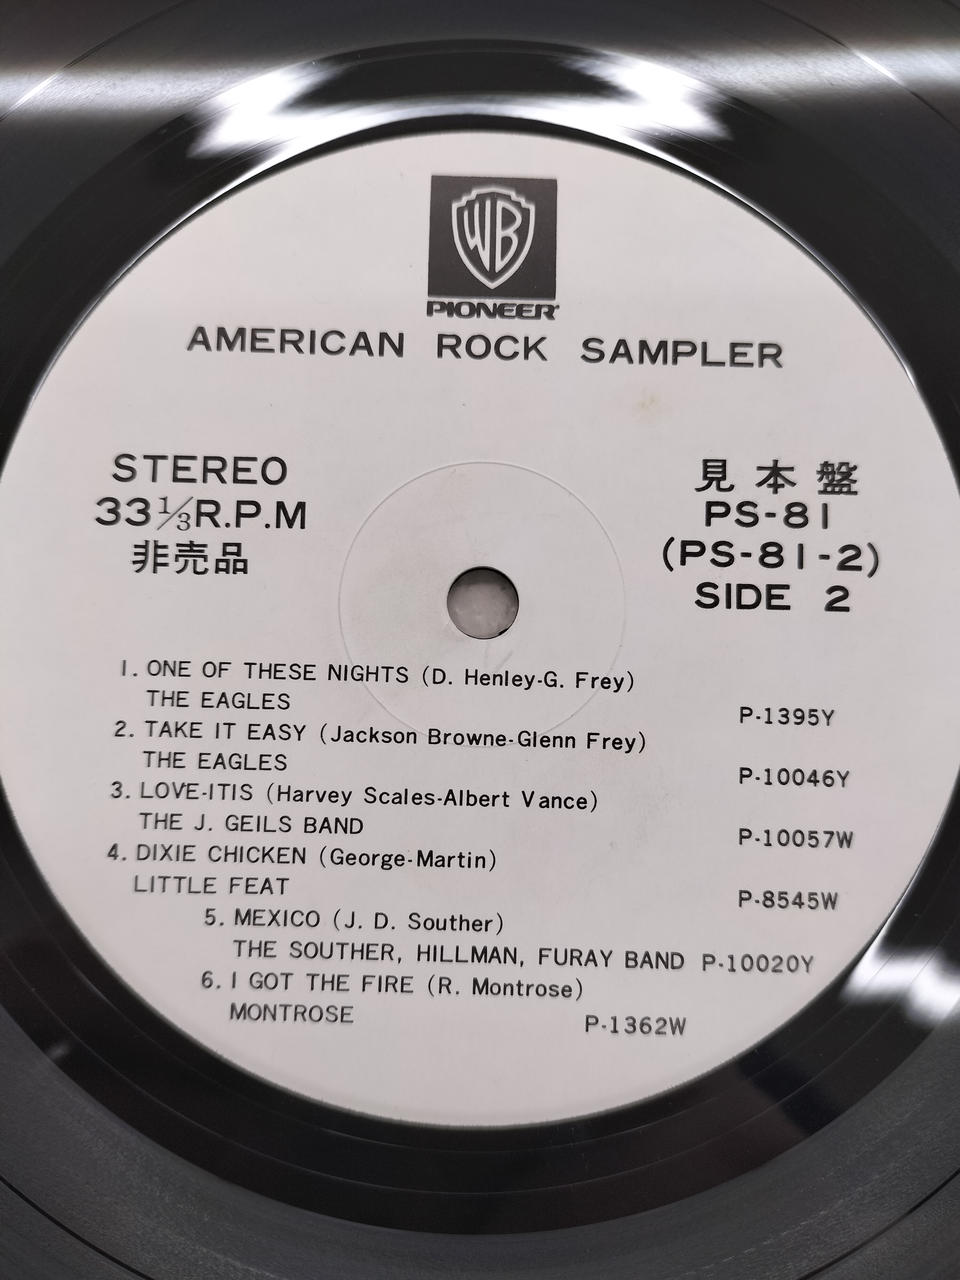 WB
PIONEER
AMERICAN ROCK SAMPLER
STEREO
33 1/3 R.P.M
非売品
見本盤
PS-81
(PS-81-2)
SIDE 2
1. ONE OF THESE NIGHTS (D. Henley-G. Frey)
THE EAGLES P-1395Y
2. TAKE IT EASY (Jackson Browne-Glenn Frey)
THE EAGLES P-10046Y
3. LOVE-ITIS (Harvey Scales-Albert Vance)
THE J. GEILS BAND P-10057W
4. DIXIE CHICKEN (George-Martin)
LITTLE FEAT P-8545W
5. MEXICO (J. D. Souther)
THE SOUTHER, HILLMAN, FURAY BAND P-10020Y
6. I GOT THE FIRE (R. Montrose)
MONTROSE P-1362W